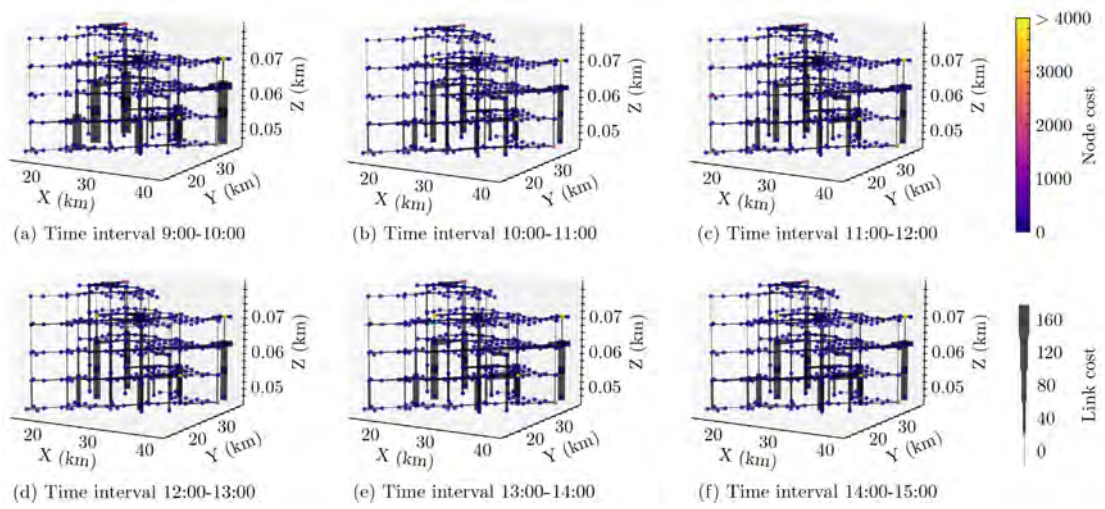 0.07
0.06
0.05
Z (km)
20
30
40
X (km)
20
30
Y (km)
(a) Time interval 9:00-10:00
0.07
0.06
0.05
Z (km)
20
30
40
X (km)
20
30
Y (km)
(b) Time interval 10:00-11:00
0.07
0.06
0.05
Z (km)
20
30
40
X (km)
20
30
Y (km)
(c) Time interval 11:00-12:00
> 4000
3000
2000
1000
0
Node cost
0.07
0.06
0.05
Z (km)
20
30
40
X (km)
20
30
Y (km)
(d) Time interval 12:00-13:00
0.07
0.06
0.05
Z (km)
20
30
40
X (km)
20
30
Y (km)
(e) Time interval 13:00-14:00
0.07
0.06
0.05
Z (km)
20
30
40
X (km)
20
30
Y (km)
(f) Time interval 14:00-15:00
160
120
80
40
0
Link cost